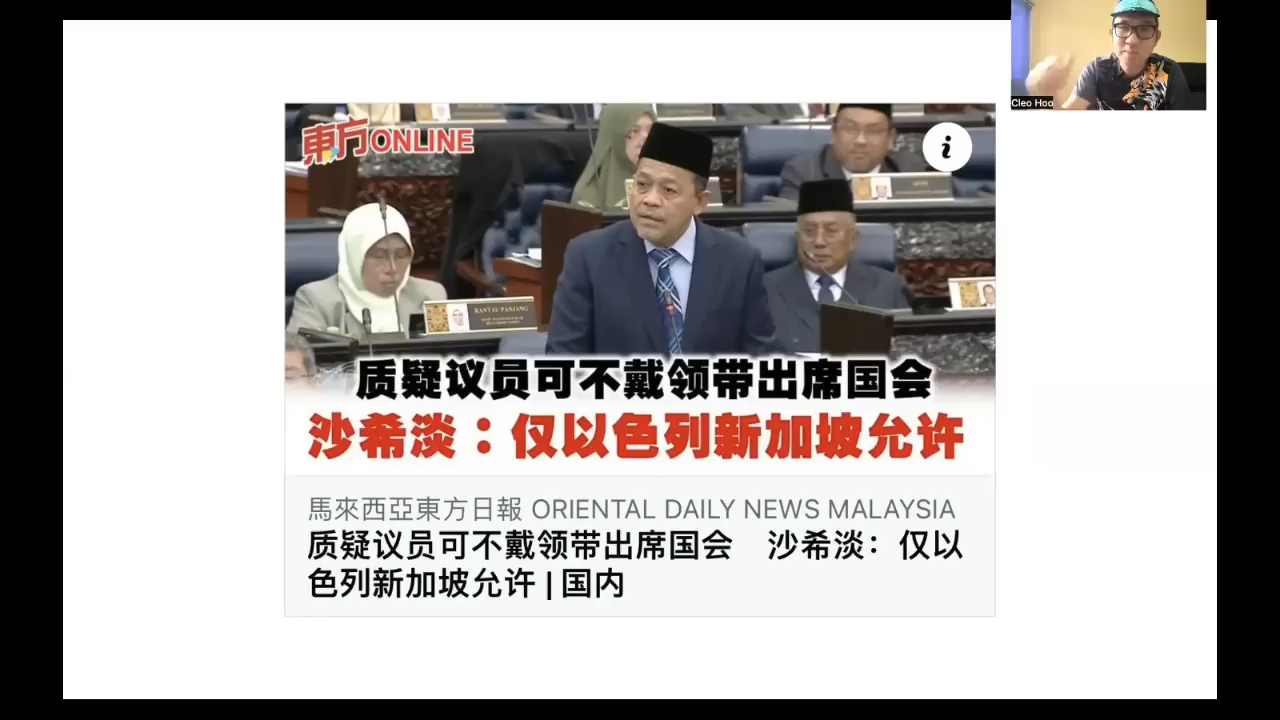 Cleo Hoo
東方ONLINE
i
RANTAU PANJANG
质疑议员可不戴领带出席国会
沙希淡：仅以色列新加坡允许
馬來西亞東方日報 ORIENTAL DAILY NEWS MALAYSIA
质疑议员可不戴领带出席国会　沙希淡：仅以
色列新加坡允许 | 国内